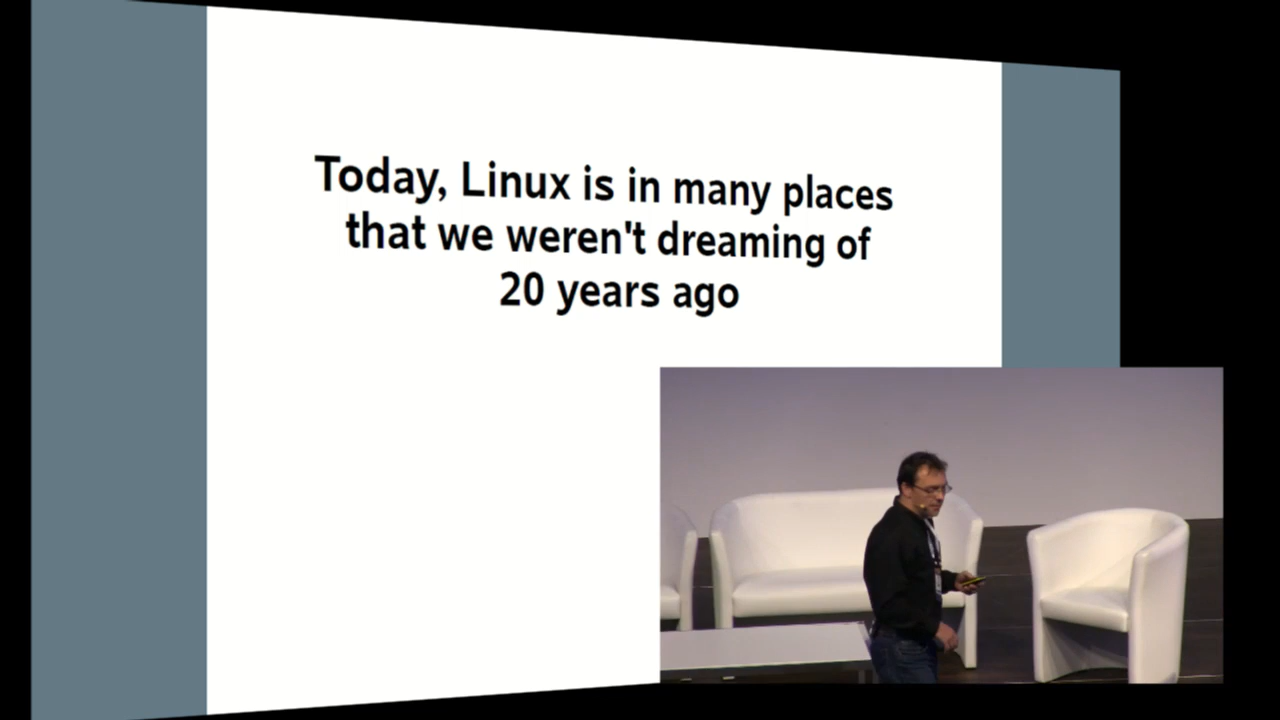 Today, Linux is in many places
that we weren't dreaming of
20 years ago